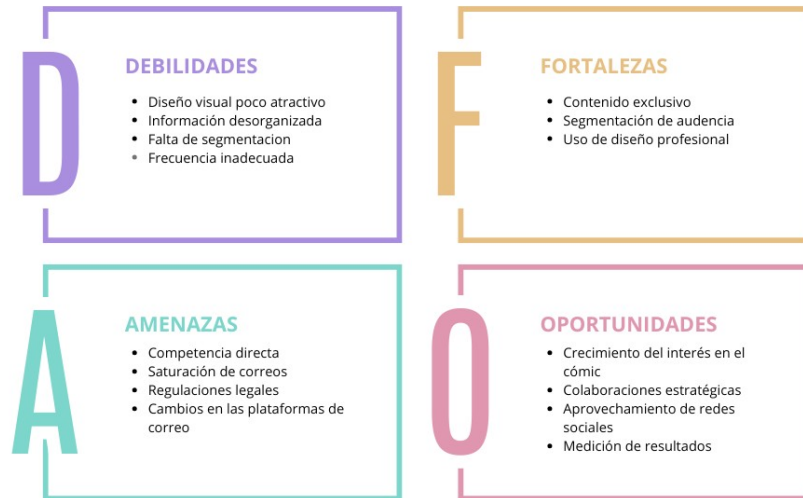 D
DEBILIDADES
Diseño visual poco atractivo
Información desorganizada
Falta de segmentacion
Frecuencia inadecuada
F
FORTALEZAS
Contenido exclusivo
Segmentación de audencia
Uso de diseño profesional
A
AMENAZAS
Competencia directa
Saturación de correos
Regulaciones legales
Cambios en las plataformas de
correo
O
OPORTUNIDADES
Crecimiento del interés en el
cómic
Colaboraciones estratégicas
Aprovechamiento de redes
sociales
Medición de resultados